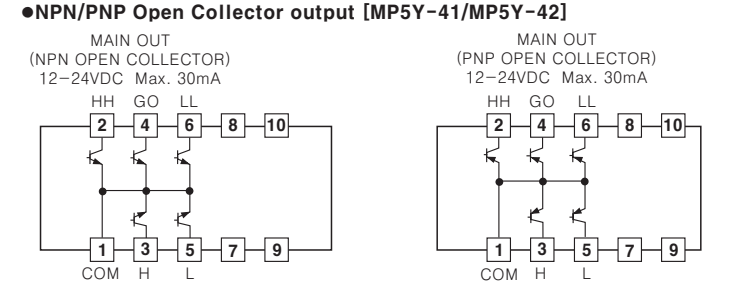 ●NPN/PNP Open Collector output [MP5Y-41/MP5Y-42]
MAIN OUT
(NPN OPEN COLLECTOR)
12-24VDC Max. 30mA
HH GO LL
2 4 6 8 10
1 3 5 7 9
COM H L
MAIN OUT
(PNP OPEN COLLECTOR)
12-24VDC Max. 30mA
HH GO LL
2 4 6 8 10
1 3 5 7 9
COM H L